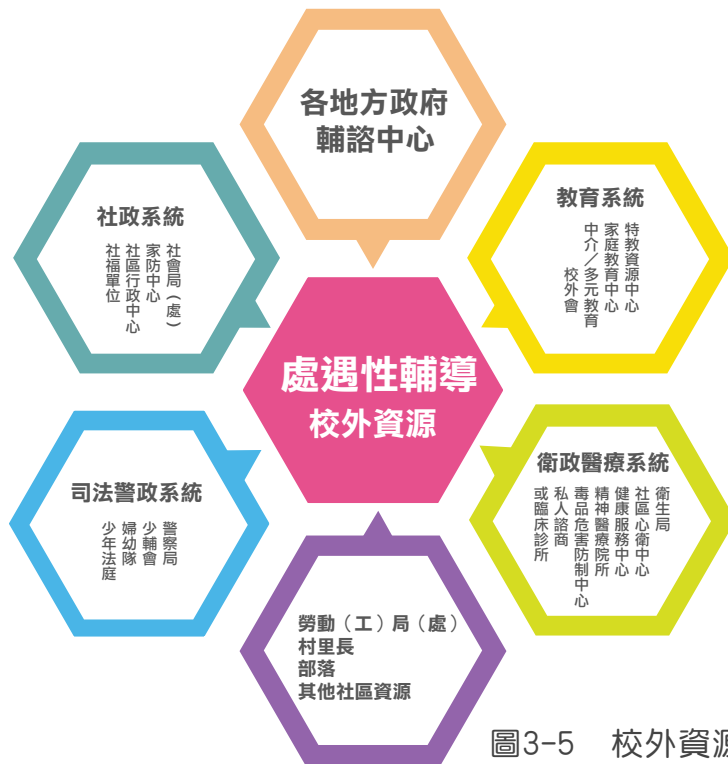 各地方政府
輔諮中心
教育系統
特教資源中心
家庭教育中心
中介／多元教育
校外會
衛政醫療系統
衛生局
社區心衛中心
健康服務中心
精神醫療院所
毒品危害防制中心
私人諮商
或臨床診所
勞動（工）局（處）
村里長
部落
其他社區資源
司法警政系統
警察局
少輔會
婦幼隊
少年法庭
社政系統
社會局（處）
家防中心
社區行政中心
社福單位
處遇性輔導
校外資源
圖3-5　校外資源